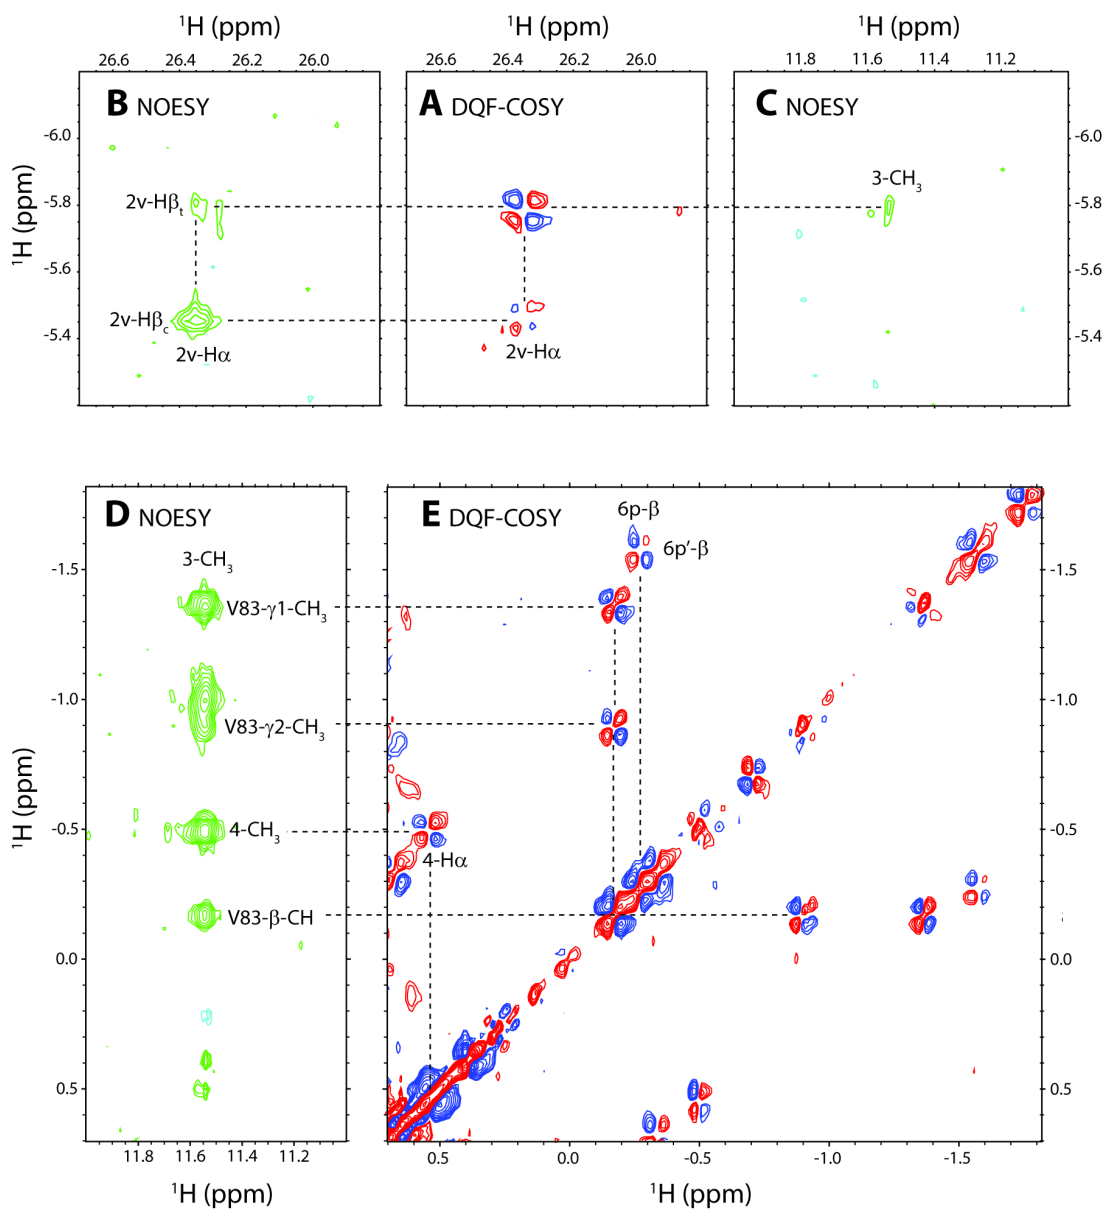 ¹H (ppm)
¹H (ppm)
¹H (ppm)
26.6 26.4 26.2 26.0
26.6 26.4 26.2 26.0
11.8 11.6 11.4 11.2
B NOESY
A DQF-COSY
C NOESY
¹H (ppm)
-6.0
-5.8
-5.6
-5.4
-6.0
-5.8
-5.6
-5.4
2v-Hβt
2v-Hβc
2v-Hα
2v-Hα
3-CH₃
D NOESY
E DQF-COSY
3-CH₃
V83-γ1-CH₃
V83-γ2-CH₃
4-CH₃
V83-β-CH
6p-β
6p′-β
4-Hα
¹H (ppm)
-1.5
-1.0
-0.5
0.0
0.5
-1.5
-1.0
-0.5
0.0
0.5
11.8 11.6 11.4 11.2
0.5 0.0 -0.5 -1.0 -1.5
¹H (ppm)
¹H (ppm)